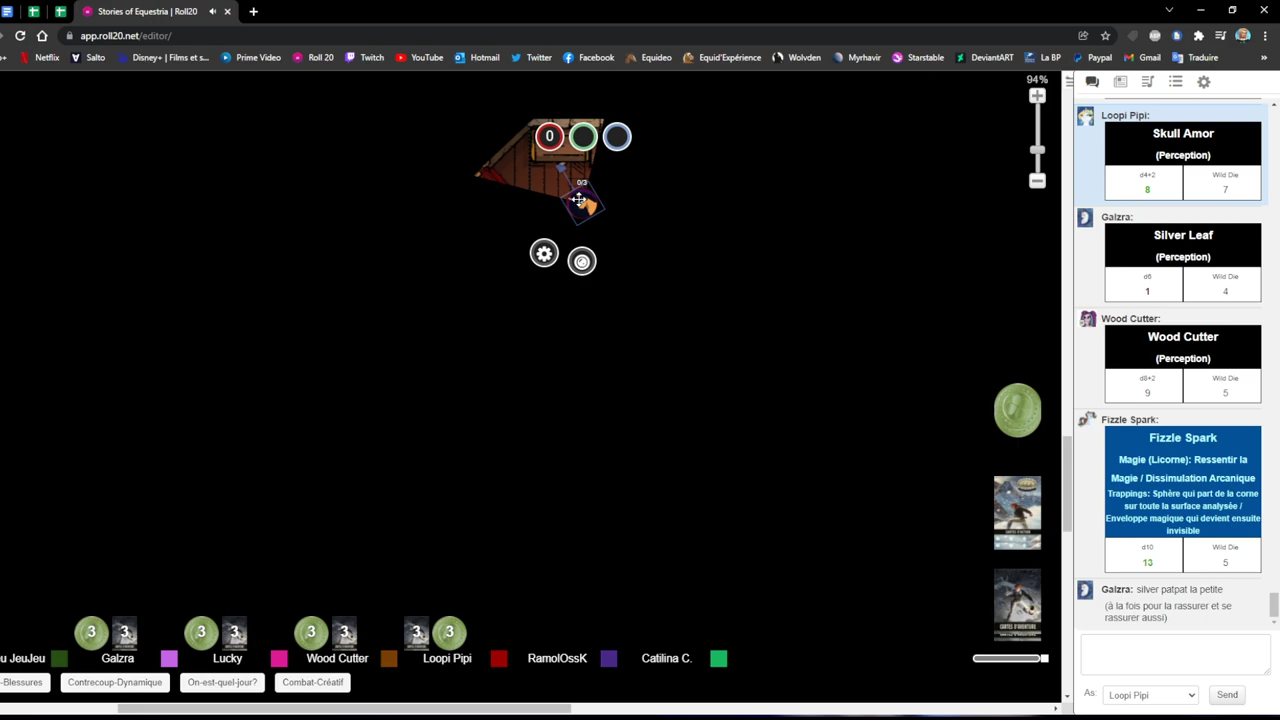 Stories of Equestria | Roll20
app.roll20.net/editor/
Netflix Salto Disney+ | Films et s... Prime Video Roll 20 Twitch YouTube Hotmail Twitter Facebook Equideo Equid'Expérience Wolvden Myrhavir Starstable DeviantART La BP Paypal Gmail Traduire »
94%
0
0/3
Loopi Pipi:
Skull Amor
(Perception)
d4+2 Wild Die
8 7
Galzra:
Silver Leaf
(Perception)
d6 Wild Die
1 4
Wood Cutter:
Wood Cutter
(Perception)
d8+2 Wild Die
9 5
Fizzle Spark:
Fizzle Spark
Magie (Licorne): Ressentir la
Magie / Dissimulation Arcanique
Trappings: Sphère qui part de la corne
sur toute la surface analysée /
Enveloppe magique qui devient ensuite
invisible
d10 Wild Die
13 5
Galzra: silver patpat la petite
(à la fois pour la rassurer et se
rassurer aussi)
3 3 3 3 3 3 3 3
u JeuJeu Galzra Lucky Wood Cutter Loopi Pipi RamolOssK Catilina C.
-Blessures Contrecoup-Dynamique On-est-quel-jour? Combat-Créatif
As: Loopi Pipi Send